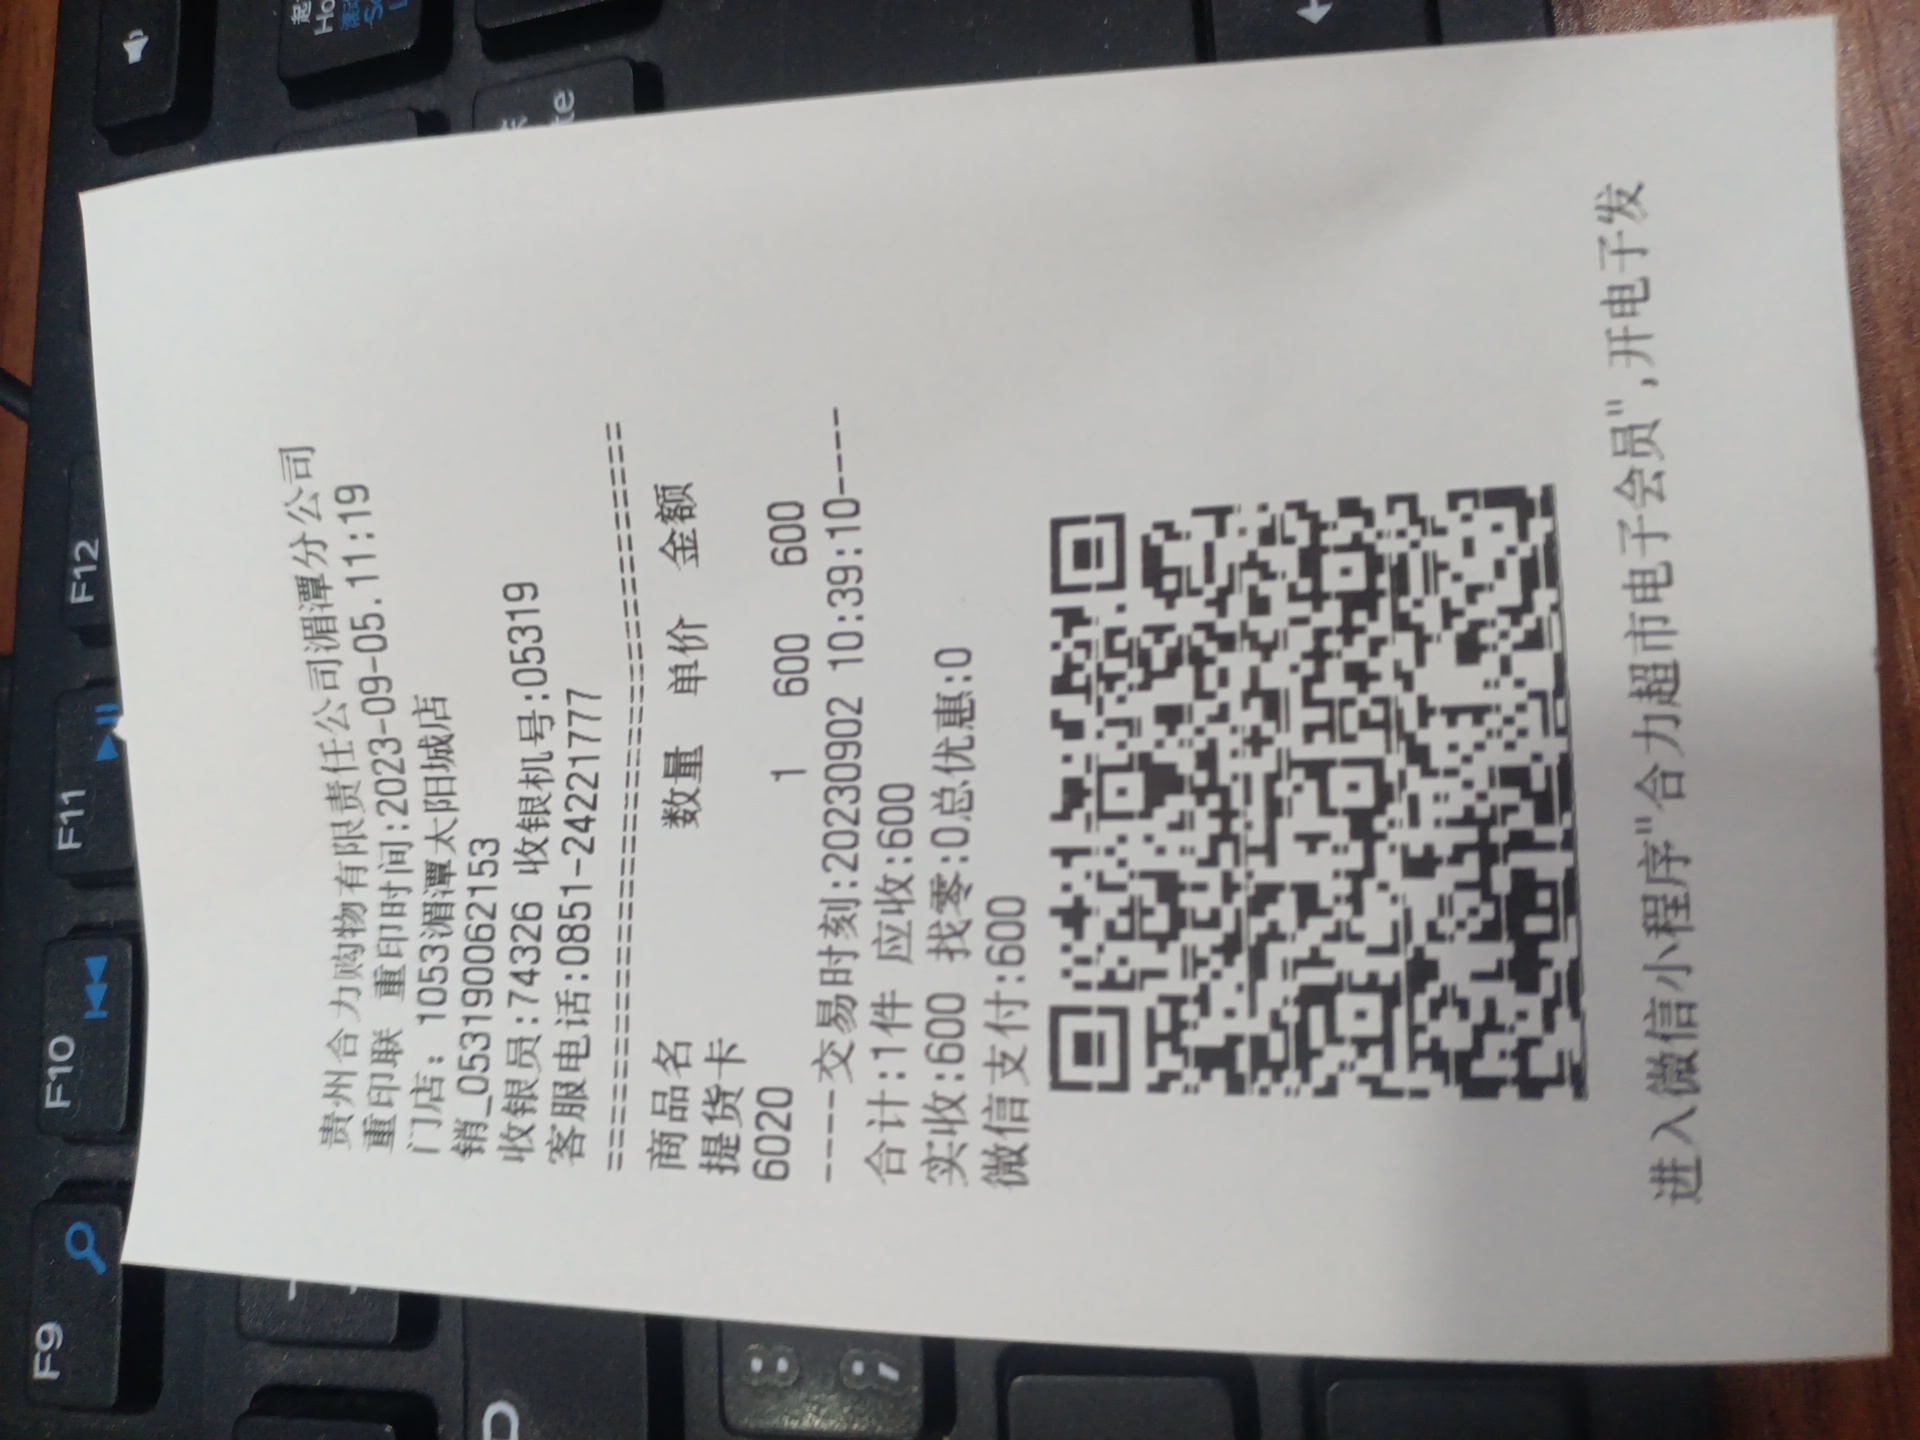 贵州合力购物有限责任公司湄潭分公司
重印联 重印时间:2023-09-05.11:19
门店: 1053湄潭太阳城店
销_053190062153
收银员:74326 收银机号:05319
客服电话:0851-24221777
================================
商品名 数量 单价 金额
提货卡
6020 1 600 600
----交易时刻:20230902 10:39:10----
合计:1件 应收:600
实收:600 找零:0总优惠:0
微信支付:600
进入微信小程序"合力超市电子会员",开电子发
F9
F10
F11
F12